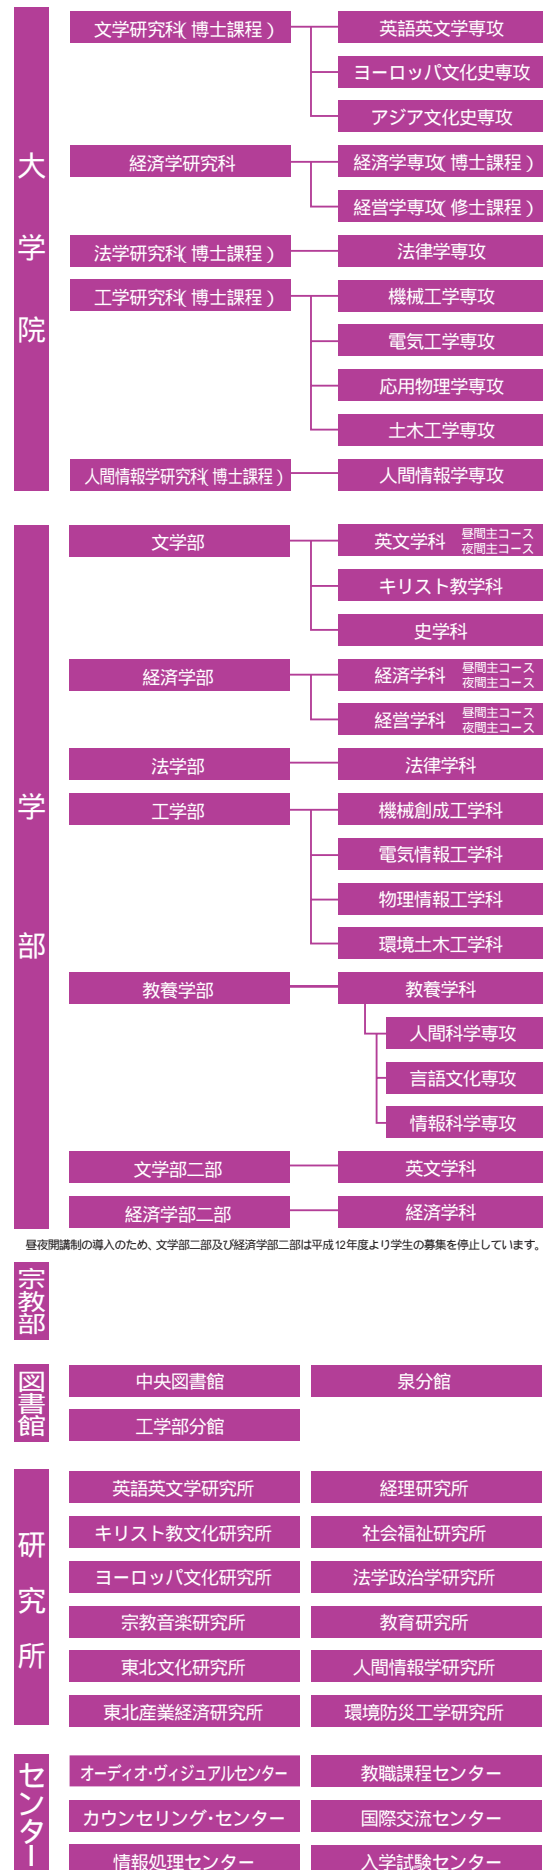 大学院
文学研究科(博士課程)
英語英文学専攻
ヨーロッパ文化史専攻
アジア文化史専攻
経済学研究科
経済学専攻(博士課程)
経営学専攻(修士課程)
法学研究科(博士課程)
法律学専攻
工学研究科(博士課程)
機械工学専攻
電気工学専攻
応用物理学専攻
土木工学専攻
人間情報学研究科(博士課程)
人間情報学専攻
学部
文学部
英文学科 昼間主コース
夜間主コース
キリスト教学科
史学科
経済学部
経済学科 昼間主コース
夜間主コース
経営学科 昼間主コース
夜間主コース
法学部
法律学科
工学部
機械創成工学科
電気情報工学科
物理情報工学科
環境土木工学科
教養学部
教養学科
人間科学専攻
言語文化専攻
情報科学専攻
文学部二部
英文学科
経済学部二部
経済学科
昼夜開講制の導入のため、文学部二部及び経済学部二部は平成12年度より学生の募集を停止しています。
宗教部
図書館
中央図書館
泉分館
工学部分館
研究所
英語英文学研究所
経理研究所
キリスト教文化研究所
社会福祉研究所
ヨーロッパ文化研究所
法学政治学研究所
宗教音楽研究所
教育研究所
東北文化研究所
人間情報学研究所
東北産業経済研究所
環境防災工学研究所
センター
オーディオ・ヴィジュアルセンター
教職課程センター
カウンセリング・センター
国際交流センター
情報処理センター
入学試験センター